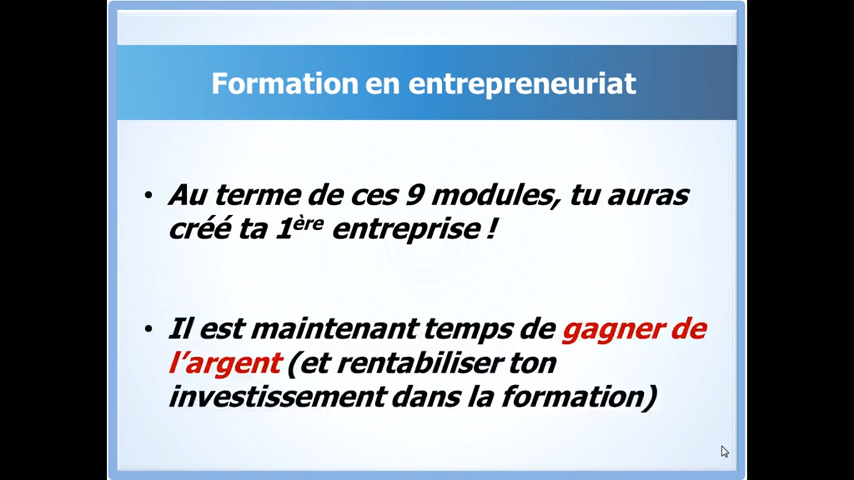 Formation en entrepreneuriat
• Au terme de ces 9 modules, tu auras
créé ta 1ère entreprise !
• Il est maintenant temps de gagner de
l’argent (et rentabiliser ton
investissement dans la formation)